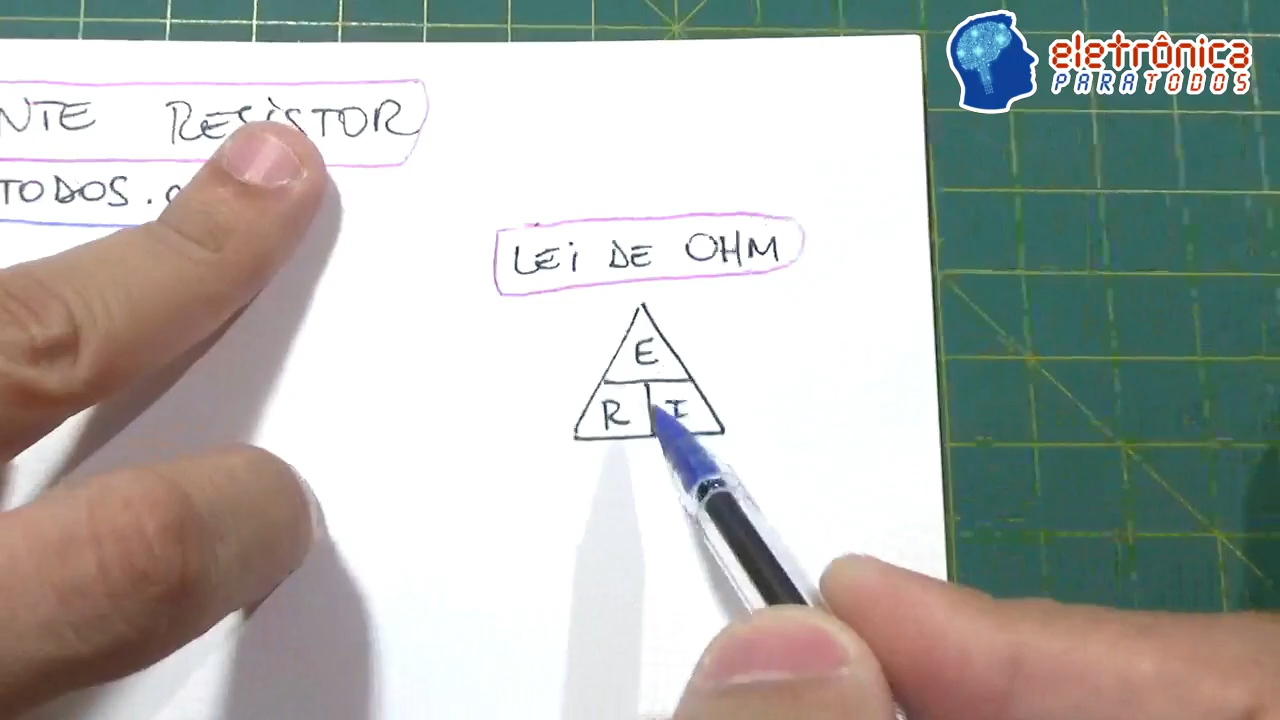 eletrônica
PARATODOS
NTE RESISTOR
TODOS.
LEI DE OHM
E
R I